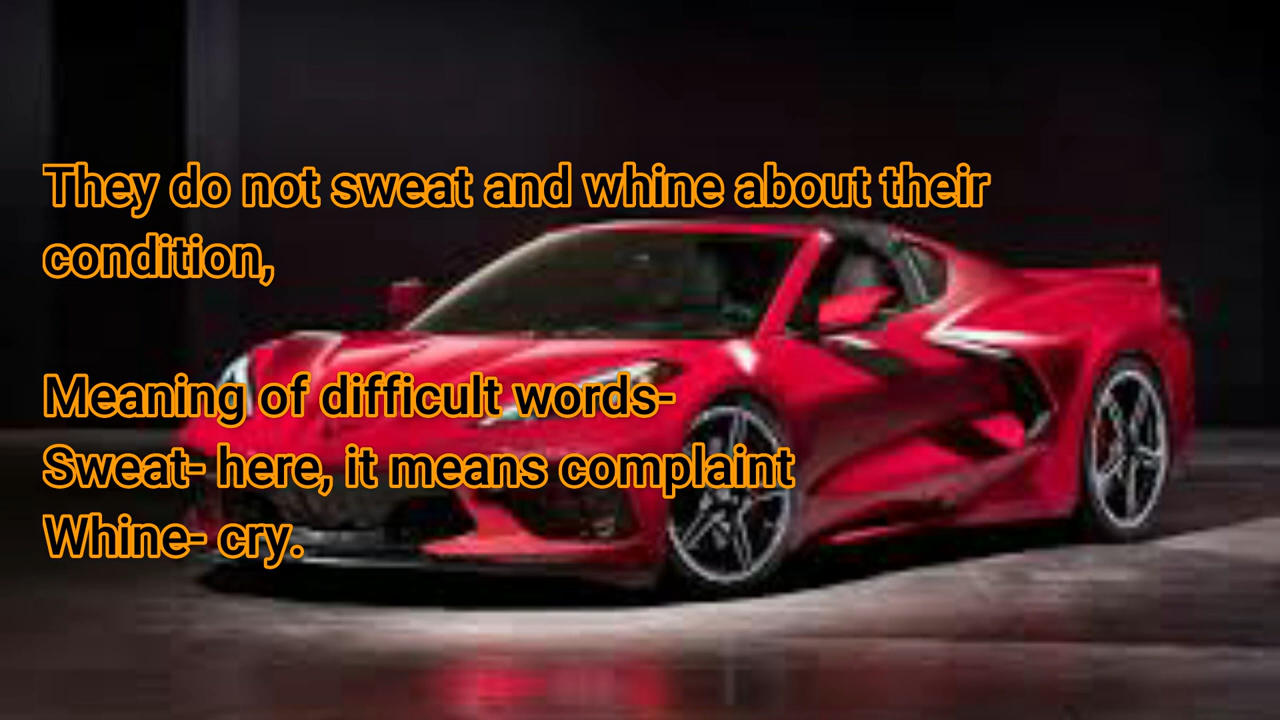 They do not sweat and whine about their
condition,
Meaning of difficult words-
Sweat- here, it means complaint
Whine- cry.